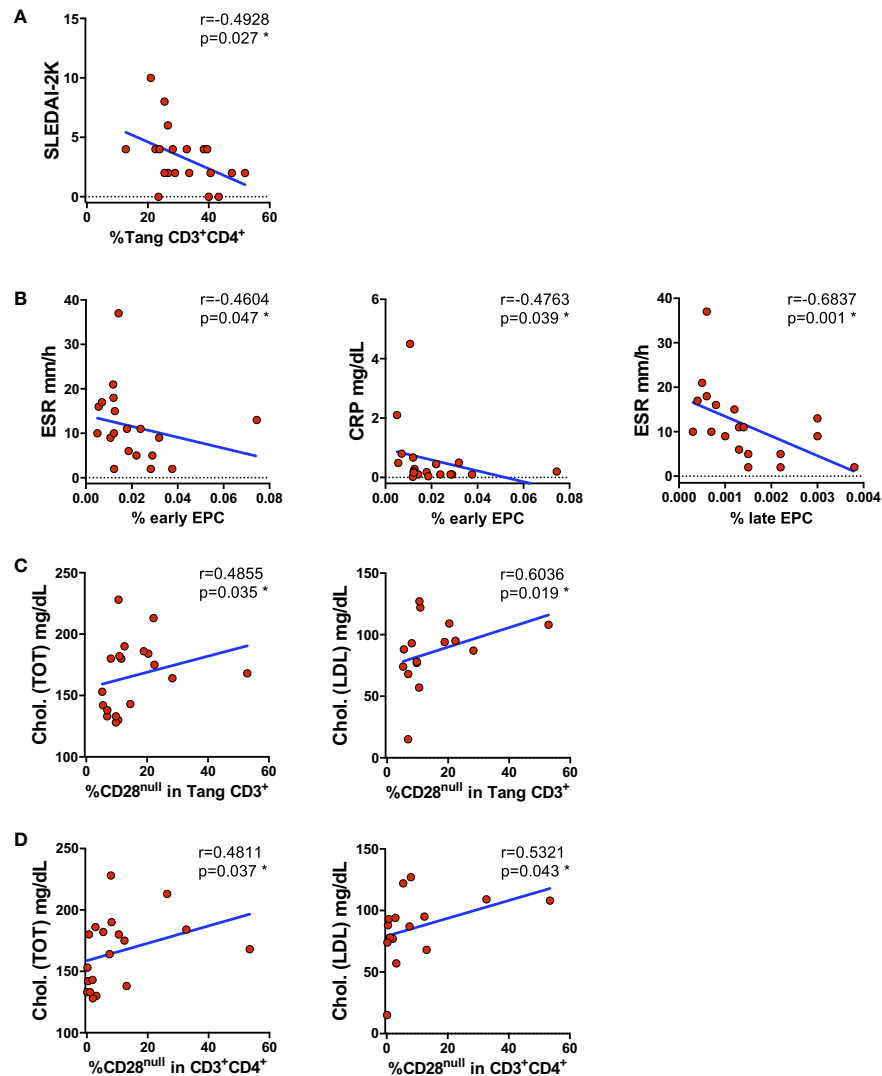 A
r=-0.4928
p=0.027 *
SLEDAI-2K
15
10
5
0
0 20 40 60
%Tang CD3⁺CD4⁺
B
r=-0.4604
p=0.047 *
ESR mm/h
40
30
20
10
0
0.00 0.02 0.04 0.06 0.08
% early EPC
r=-0.4763
p=0.039 *
CRP mg/dL
6
4
2
0
0.00 0.02 0.04 0.06 0.08
% early EPC
r=-0.6837
p=0.001 *
ESR mm/h
40
30
20
10
0
0.000 0.001 0.002 0.003 0.004
% late EPC
C
r=0.4855
p=0.035 *
Chol. (TOT) mg/dL
250
200
150
100
0 20 40 60
%CD28ⁿᵘˡˡ in Tang CD3⁺
r=0.6036
p=0.019 *
Chol. (LDL) mg/dL
150
100
50
0
0 20 40 60
%CD28ⁿᵘˡˡ in Tang CD3⁺
D
r=0.4811
p=0.037 *
Chol. (TOT) mg/dL
250
200
150
100
0 20 40 60
%CD28ⁿᵘˡˡ in CD3⁺CD4⁺
r=0.5321
p=0.043 *
Chol. (LDL) mg/dL
150
100
50
0
0 20 40 60
%CD28ⁿᵘˡˡ in CD3⁺CD4⁺